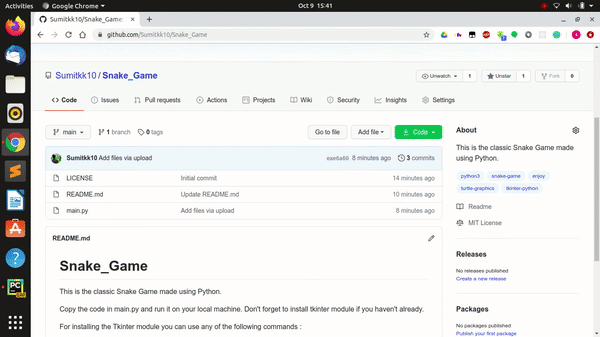 Activities
Google Chrome
Oct 9 15:41
Sumitkk10/Snake_Game:
github.com/Sumitkk10/Snake_Game
Sumitkk10 / Snake_Game
Unwatch 1
Unstar 1
Fork 0
Code
Issues
Pull requests
Actions
Projects
Wiki
Security
Insights
Settings
main
1 branch
0 tags
Go to file
Add file
Code
Sumitkk10 Add files via upload
8 minutes ago
3 commits
LICENSE
Initial commit
14 minutes ago
README.md
Update README.md
10 minutes ago
main.py
Add files via upload
8 minutes ago
README.md
Snake_Game
This is the classic Snake Game made using Python.
Copy the code in main.py and run it on your local machine. Don't forget to install tkinter module if you haven't already.
For installing the Tkinter module you can use any of the following commands :
About
This is the classic Snake Game made
using Python.
python3 snake-game enjoy
turtle-graphics tkinter-python
Readme
MIT License
Releases
No releases published
Create a new release
Packages
No packages published
Publish your first package